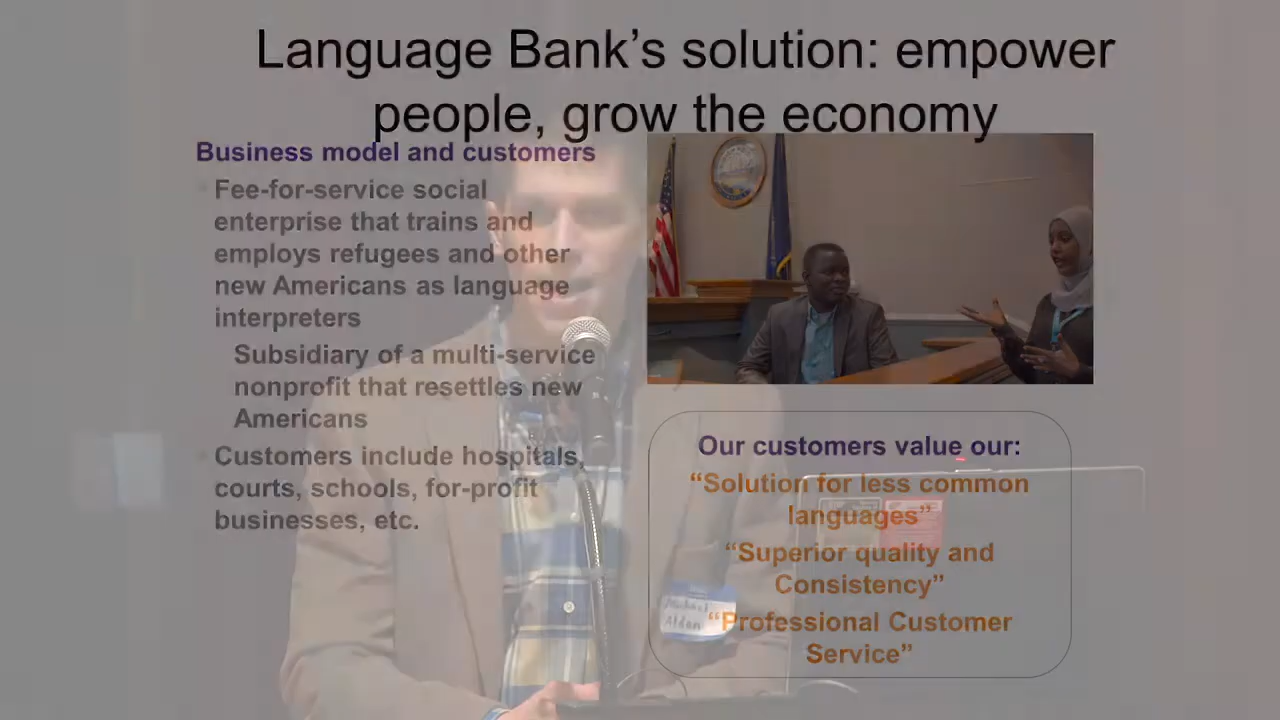 Language Bank’s solution: empower
people, grow the economy
Business model and customers
Fee-for-service social
enterprise that trains and
employs refugees and other
new Americans as language
interpreters
Subsidiary of a multi-service
nonprofit that resettles new
Americans
Customers include hospitals,
courts, schools, for-profit
businesses, etc.
Our customers value our:
“Solution for less common
languages”
“Superior quality and
Consistency”
“Professional Customer
Service”
Michael
Aldan